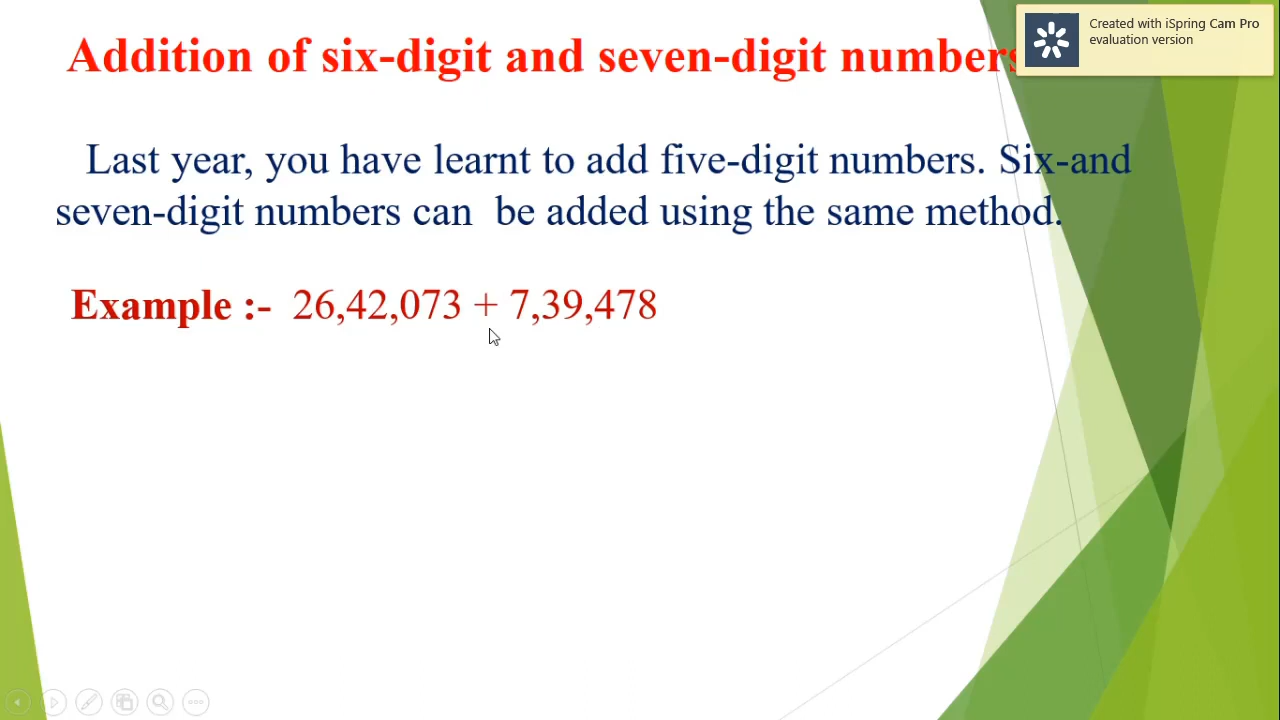 Addition of six-digit and seven-digit numbers
Created with iSpring Cam Pro
evaluation version
Last year, you have learnt to add five-digit numbers. Six-and
seven-digit numbers can be added using the same method.
Example :- 26,42,073 + 7,39,478